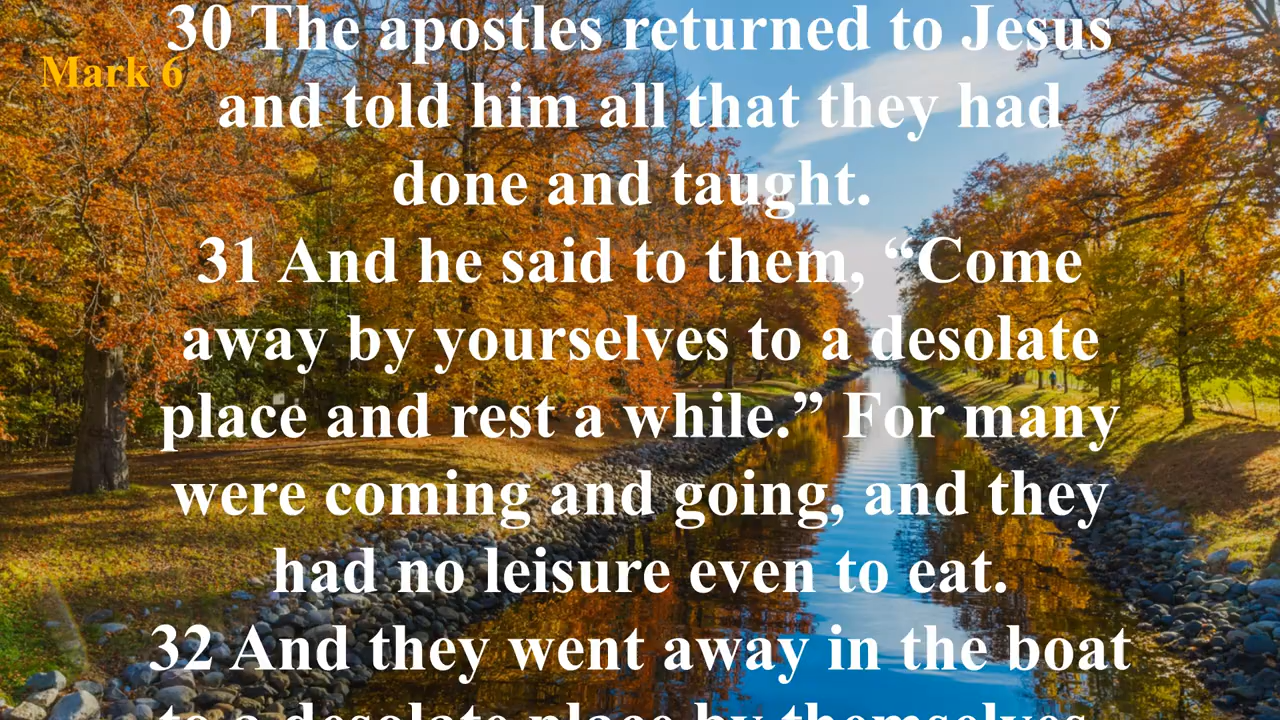 30 The apostles returned to Jesus
Mark 6
and told him all that they had
done and taught.
31 And he said to them, “Come
away by yourselves to a desolate
place and rest a while.” For many
were coming and going, and they
had no leisure even to eat.
32 And they went away in the boat
to a desolate place by themselves.